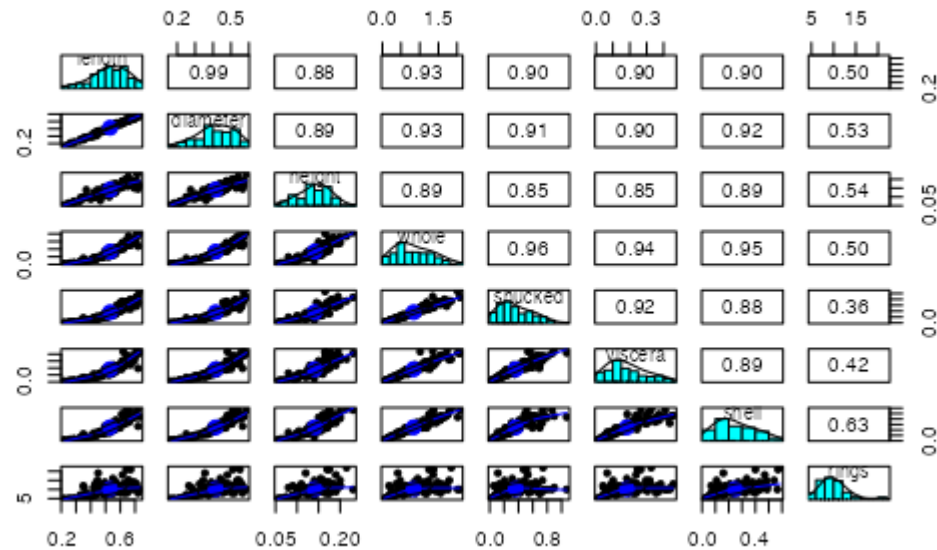 0.2 0.5 0.0 1.5 0.0 0.3 5 15
length 0.99 0.88 0.93 0.90 0.90 0.90 0.50 0.2
0.2 diameter 0.89 0.93 0.91 0.90 0.92 0.53
height 0.89 0.85 0.85 0.89 0.54 0.05
0.0 whole 0.96 0.94 0.95 0.50
shucked 0.92 0.88 0.36 0.0
0.0 viscera 0.89 0.42
shell 0.63 0.0
5 rings
0.2 0.6 0.05 0.20 0.0 0.8 0.0 0.4